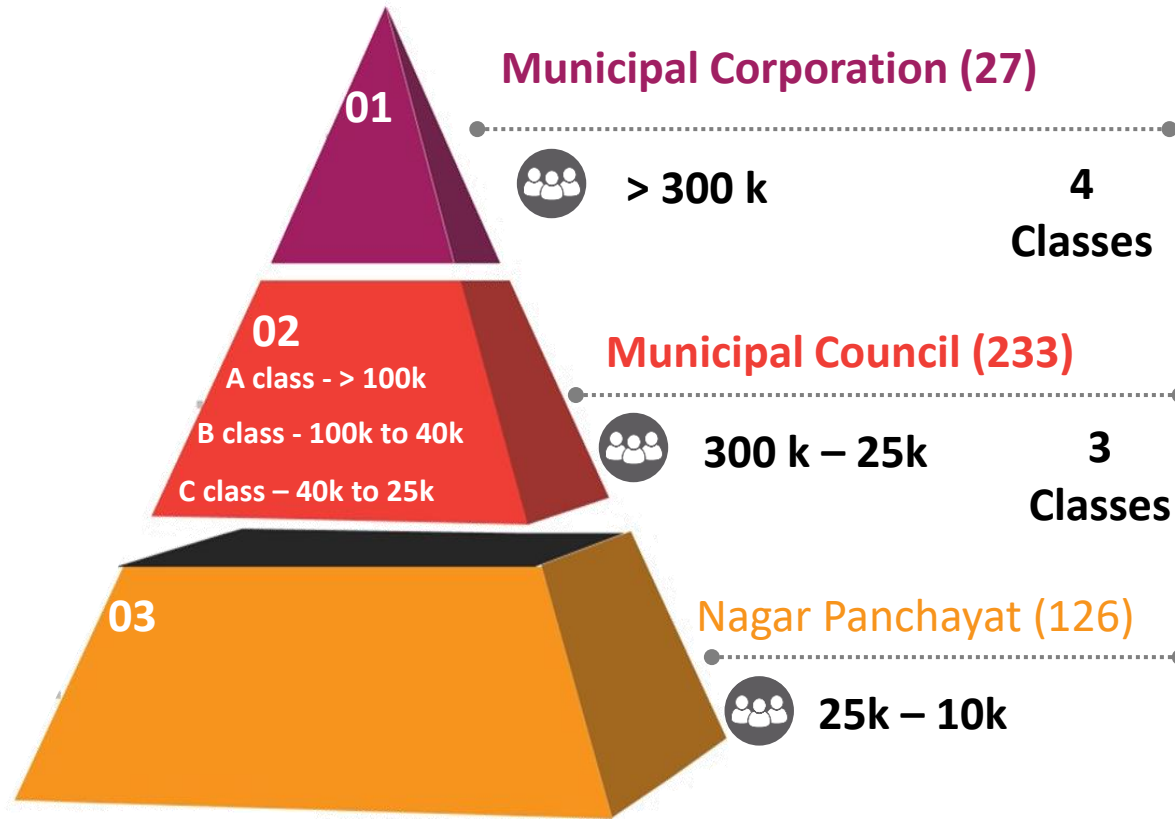 01
Municipal Corporation (27)
> 300 k
4
Classes
02
A class - > 100k
B class - 100k to 40k
C class – 40k to 25k
Municipal Council (233)
300 k – 25k
3
Classes
03
Nagar Panchayat (126)
25k – 10k